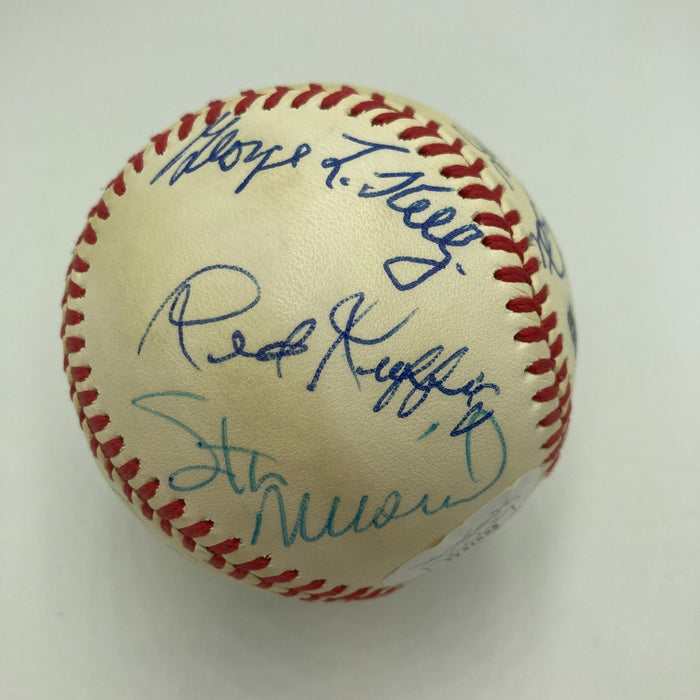 George L. Kelly
Red Ruffing
Stan Musial